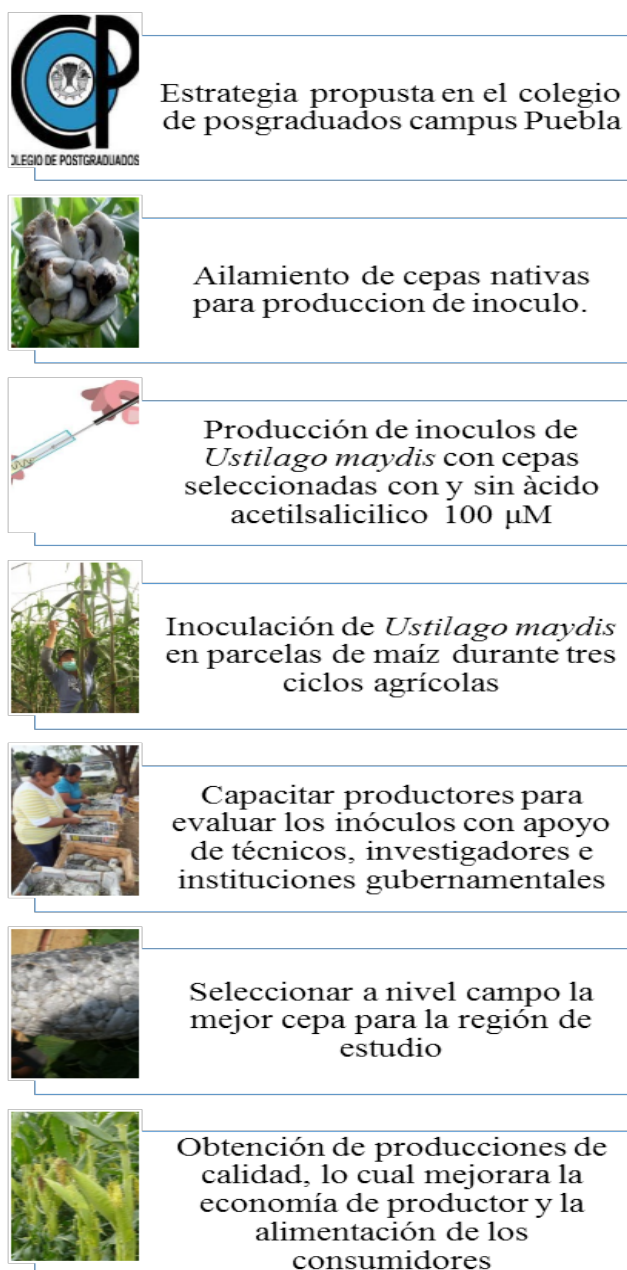 OLEGIO DE POSTGRADUADOS
Estrategia propusta en el colegio
de posgraduados campus Puebla
Ailamiento de cepas nativas
para produccion de inoculo.
Producción de inoculos de
Ustilago maydis con cepas
seleccionadas con y sin àcido
acetilsalicilico 100 µM
Inoculación de Ustilago maydis
en parcelas de maíz durante tres
ciclos agrícolas
Capacitar productores para
evaluar los inóculos con apoyo
de técnicos, investigadores e
instituciones gubernamentales
Seleccionar a nivel campo la
mejor cepa para la región de
estudio
Obtención de producciones de
calidad, lo cual mejorara la
economía de productor y la
alimentación de los
consumidores